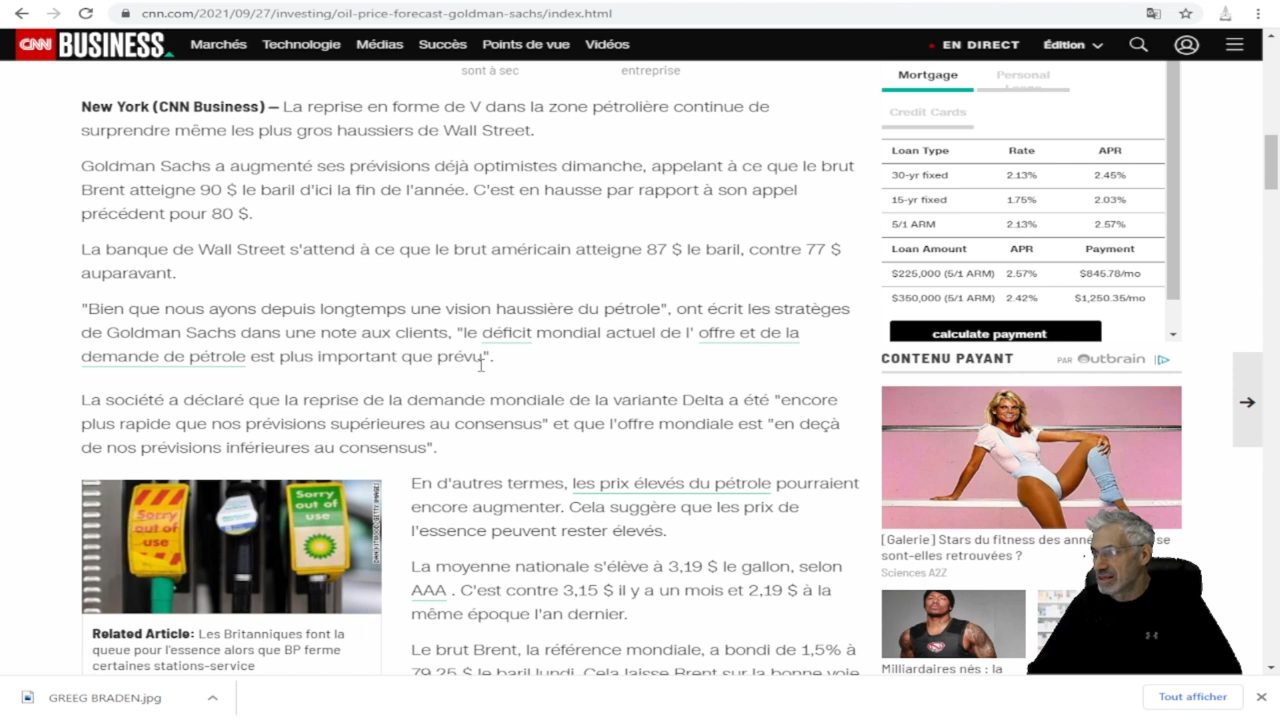 cnn.com/2021/09/27/investing/oil-price-forecast-goldman-sachs/index.html
CNN BUSINESS
Marchés Technologie Médias Succès Points de vue Vidéos
EN DIRECT Édition
sont à sec entreprise
New York (CNN Business) — La reprise en forme de V dans la zone pétrolière continue de
surprendre même les plus gros haussiers de Wall Street.
Goldman Sachs a augmenté ses prévisions déjà optimistes dimanche, appelant à ce que le brut
Brent atteigne 90 $ le baril d'ici la fin de l'année. C'est en hausse par rapport à son appel
précédent pour 80 $.
La banque de Wall Street s'attend à ce que le brut américain atteigne 87 $ le baril, contre 77 $
auparavant.
"Bien que nous ayons depuis longtemps une vision haussière du pétrole", ont écrit les stratèges
de Goldman Sachs dans une note aux clients, "le déficit mondial actuel de l' offre et de la
demande de pétrole est plus important que prévu".
La société a déclaré que la reprise de la demande mondiale de la variante Delta a été "encore
plus rapide que nos prévisions supérieures au consensus" et que l'offre mondiale est "en deçà
de nos prévisions inférieures au consensus".
Sorry out of use
Sorry out of use
bp
Related Article: Les Britanniques font la
queue pour l'essence alors que BP ferme
certaines stations-service
En d'autres termes, les prix élevés du pétrole pourraient
encore augmenter. Cela suggère que les prix de
l'essence peuvent rester élevés.
La moyenne nationale s'élève à 3,19 $ le gallon, selon
AAA . C'est contre 3,15 $ il y a un mois et 2,19 $ à la
même époque l'an dernier.
Le brut Brent, la référence mondiale, a bondi de 1,5% à
79,25 $ le baril lundi. Cela laisse Brent sur la bonne voie
Mortgage Personal
Credit Cards
Loan Type Rate APR
30-yr fixed 2.13% 2.45%
15-yr fixed 1.75% 2.03%
5/1 ARM 2.13% 2.57%
Loan Amount APR Payment
$225,000 (5/1 ARM) 2.57% $845.78/mo
$350,000 (5/1 ARM) 2.42% $1,250.35/mo
calculate payment
CONTENU PAYANT PAR Outbrain
[Galerie] Stars du fitness des
sont-elles retrouvées ?
Sciences A2Z
Milliardaires nés : la
GREEG BRADEN.jpg
Tout afficher